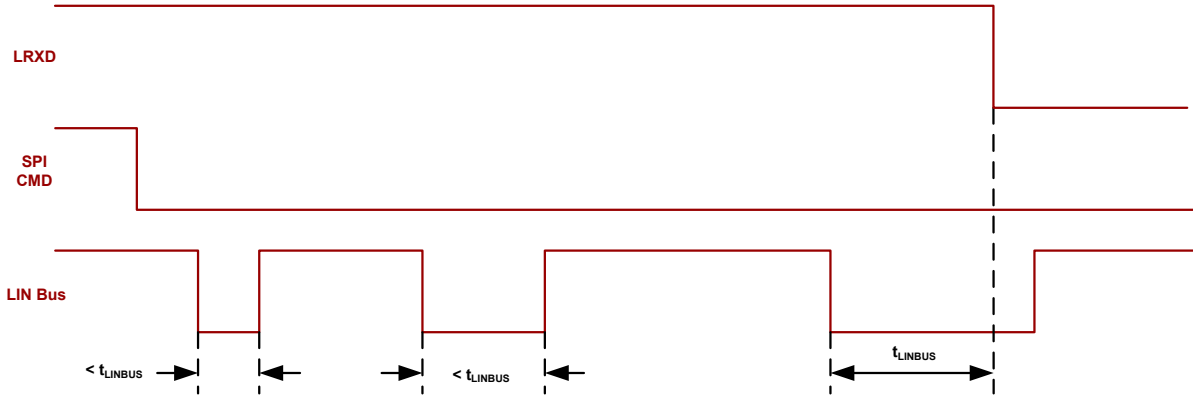 LRXD
SPI
CMD
LIN Bus
< tLINBUS
< tLINBUS
tLINBUS